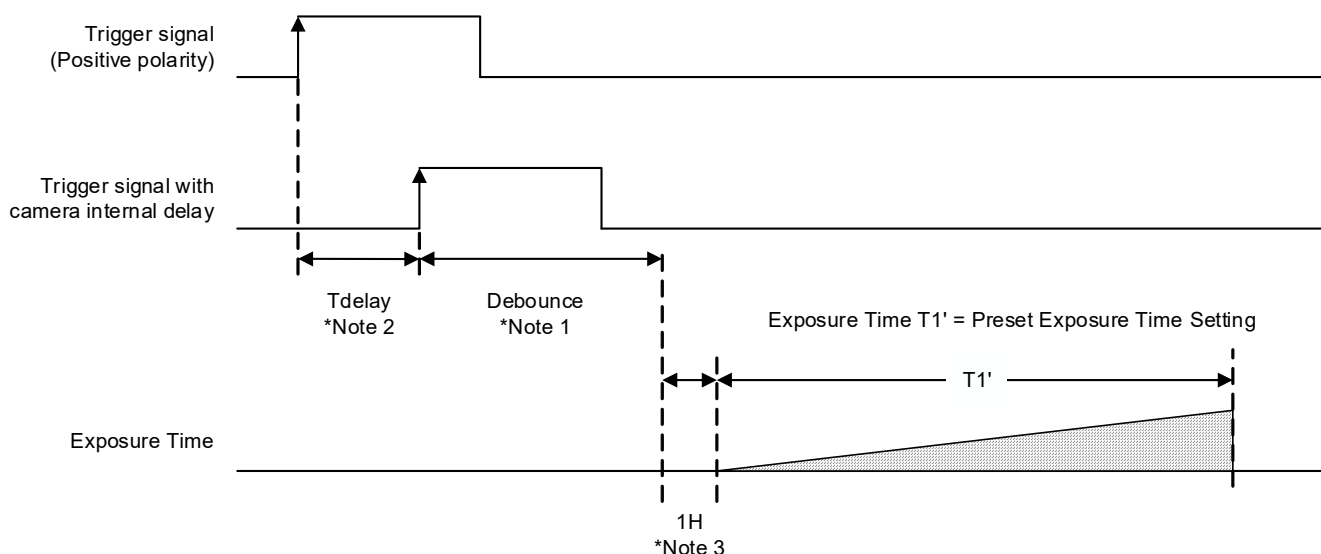 Trigger signal
(Positive polarity)
Trigger signal with
camera internal delay
Tdelay
*Note 2
Debounce
*Note 1
Exposure Time T1' = Preset Exposure Time Setting
T1'
Exposure Time
1H
*Note 3